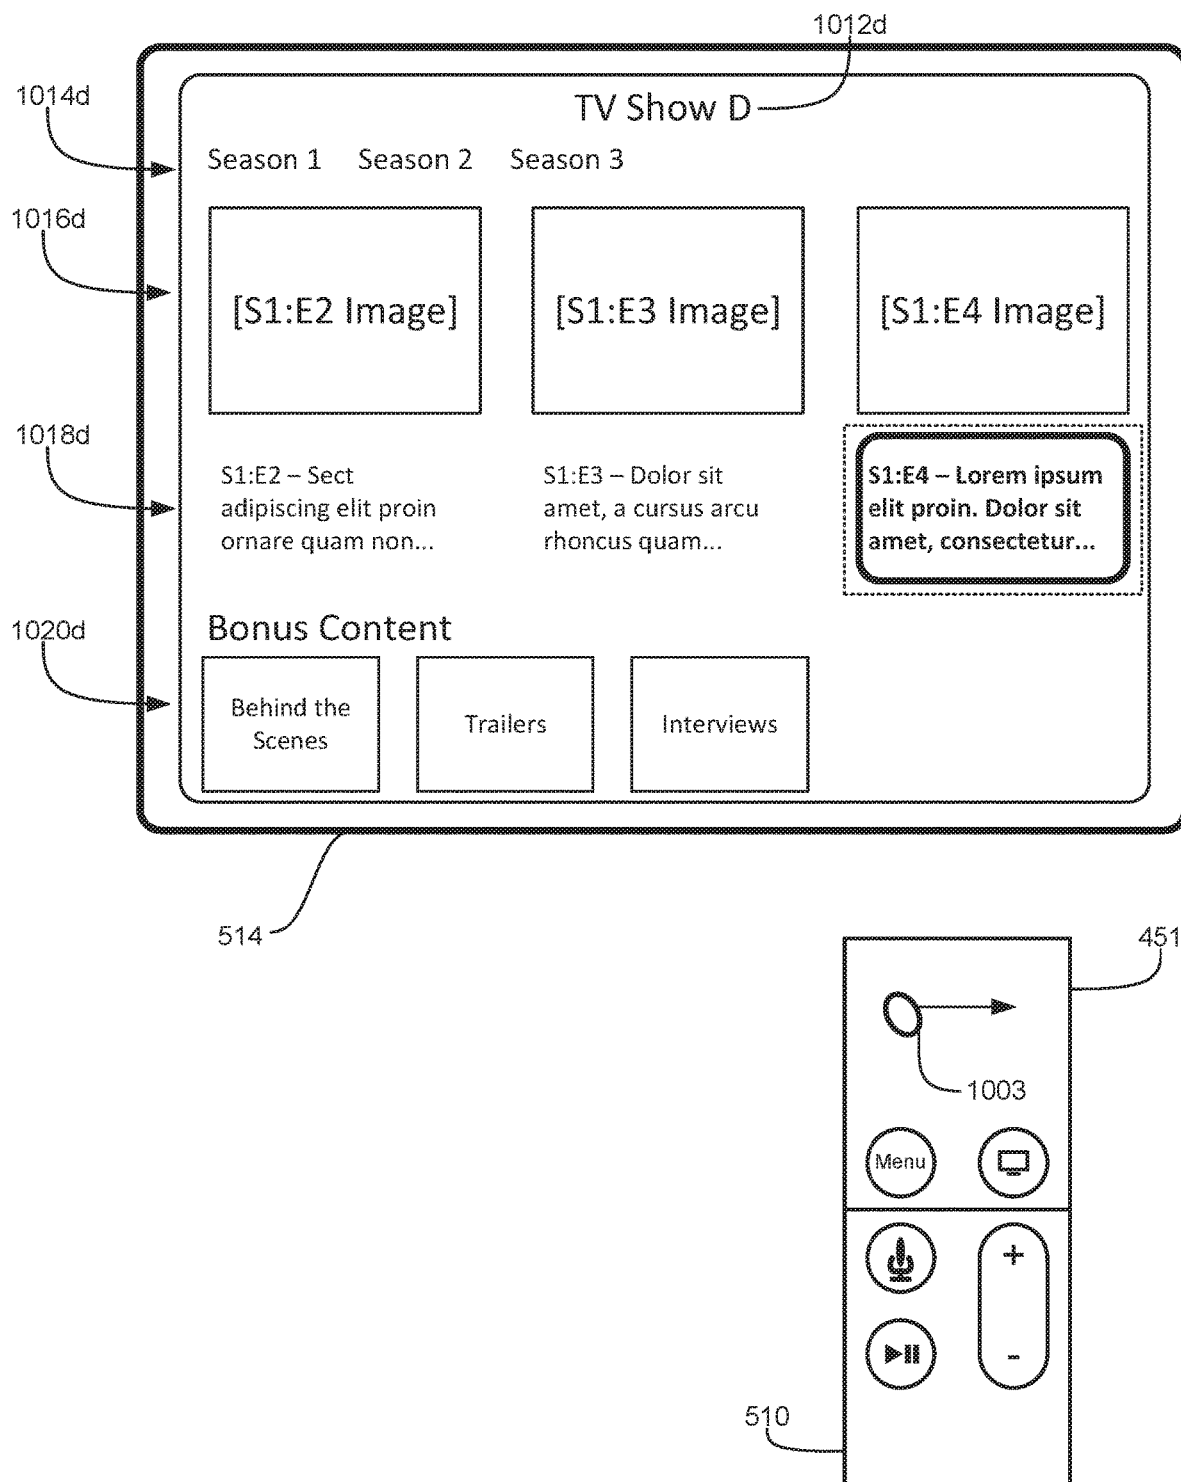 1012d
1014d
TV Show D
Season 1 Season 2 Season 3
1016d
[S1:E2 Image] [S1:E3 Image] [S1:E4 Image]
1018d
S1:E2 – Sect
adipiscing elit proin
ornare quam non...
S1:E3 – Dolor sit
amet, a cursus arcu
rhoncus quam...
S1:E4 – Lorem ipsum
elit proin. Dolor sit
amet, consectetur...
1020d
Bonus Content
Behind the
Scenes
Trailers
Interviews
514
451
1003
Menu
+
-
510